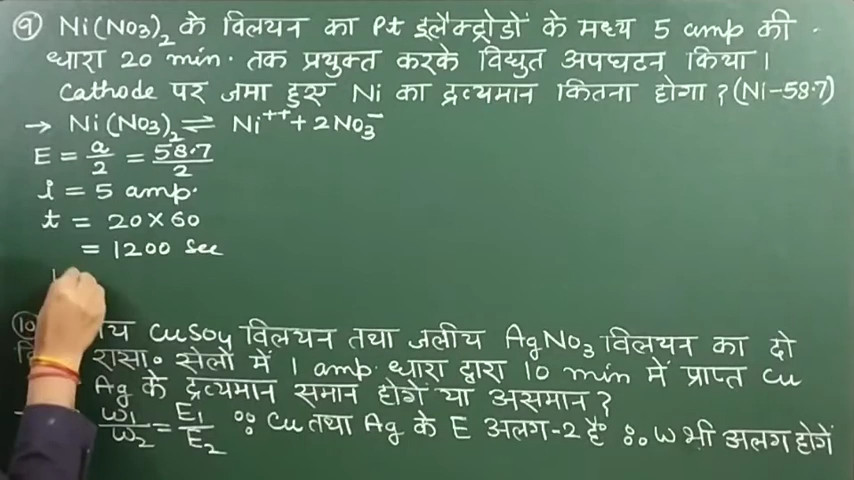 (9) Ni(NO3)2 के विलयन का Pt इलैक्ट्रोडों के मध्य 5 amp की
धारा 20 min. तक प्रयुक्त करके विद्युत अपघटन किया।
Cathode पर जमा हुए Ni का द्रव्यमान कितना होगा? (Ni-58.7)
→ Ni(NO3)2 ⇌ Ni++ + 2NO3-
E = a/2 = 58.7/2
i = 5 amp.
t = 20×60
= 1200 Sec
(10) CuSO4 विलयन तथा जलीय AgNO3 विलयन का दो
रासा० सेलों में 1 amp. धारा द्वारा 10 min में प्राप्त Cu
Ag के द्रव्यमान समान होगें या असमान?
W1/W2 = E1/E2 ∵ Cu तथा Ag के E अलग-2 है ∴ W भी अलग होगें